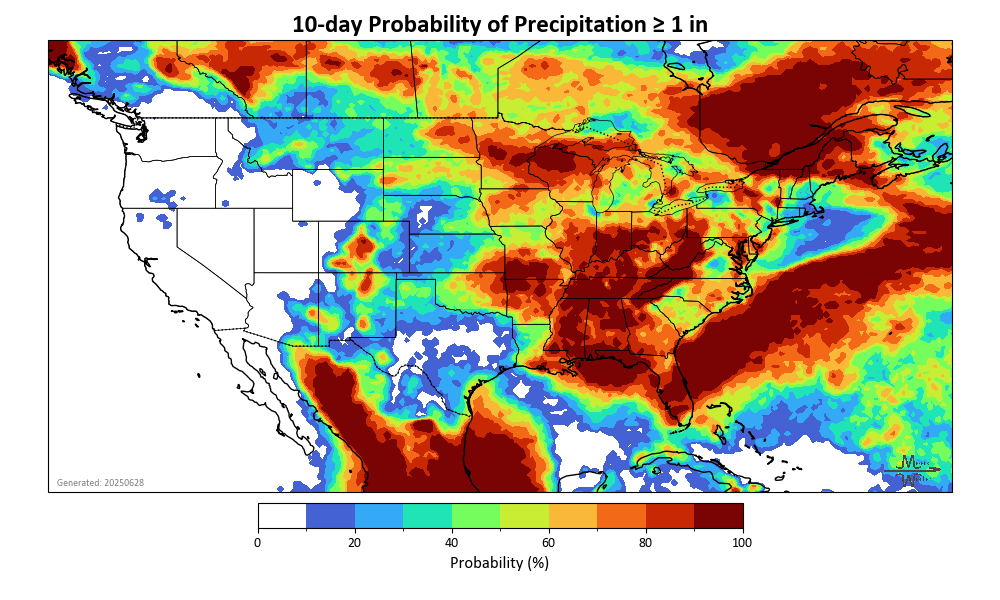 10-day Probability of Precipitation ≥ 1 in
Generated: 20250628
0 20 40 60 80 100
Probability (%)